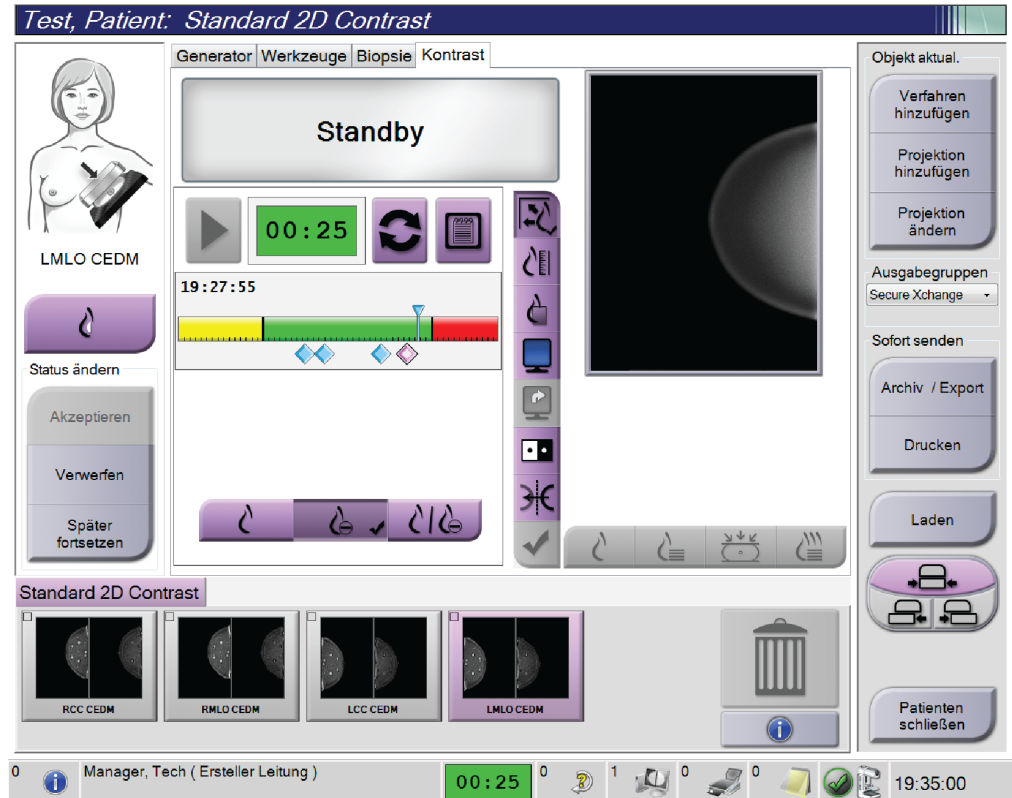 Test, Patient: Standard 2D Contrast
Generator Werkzeuge Biopsie Kontrast
Standby
LMLO CEDM
00:25
19:27:55
Status ändern
Akzeptieren
Verwerfen
Später
fortsetzen
Objekt aktual.
Verfahren
hinzufügen
Projektion
hinzufügen
Projektion
ändern
Ausgabegruppen
Secure Xchange
Sofort senden
Archiv / Export
Drucken
Laden
Patienten
schließen
Standard 2D Contrast
RCC CEDM
RMLO CEDM
LCC CEDM
LMLO CEDM
0 Manager, Tech ( Ersteller Leitung ) 00:25 0 1 0 0 19:35:00